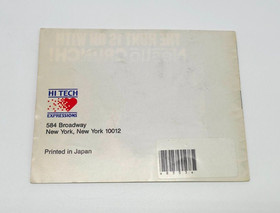 HI TECH
EXPRESSIONS
584 Broadway
New York, New York 10012
Printed in Japan